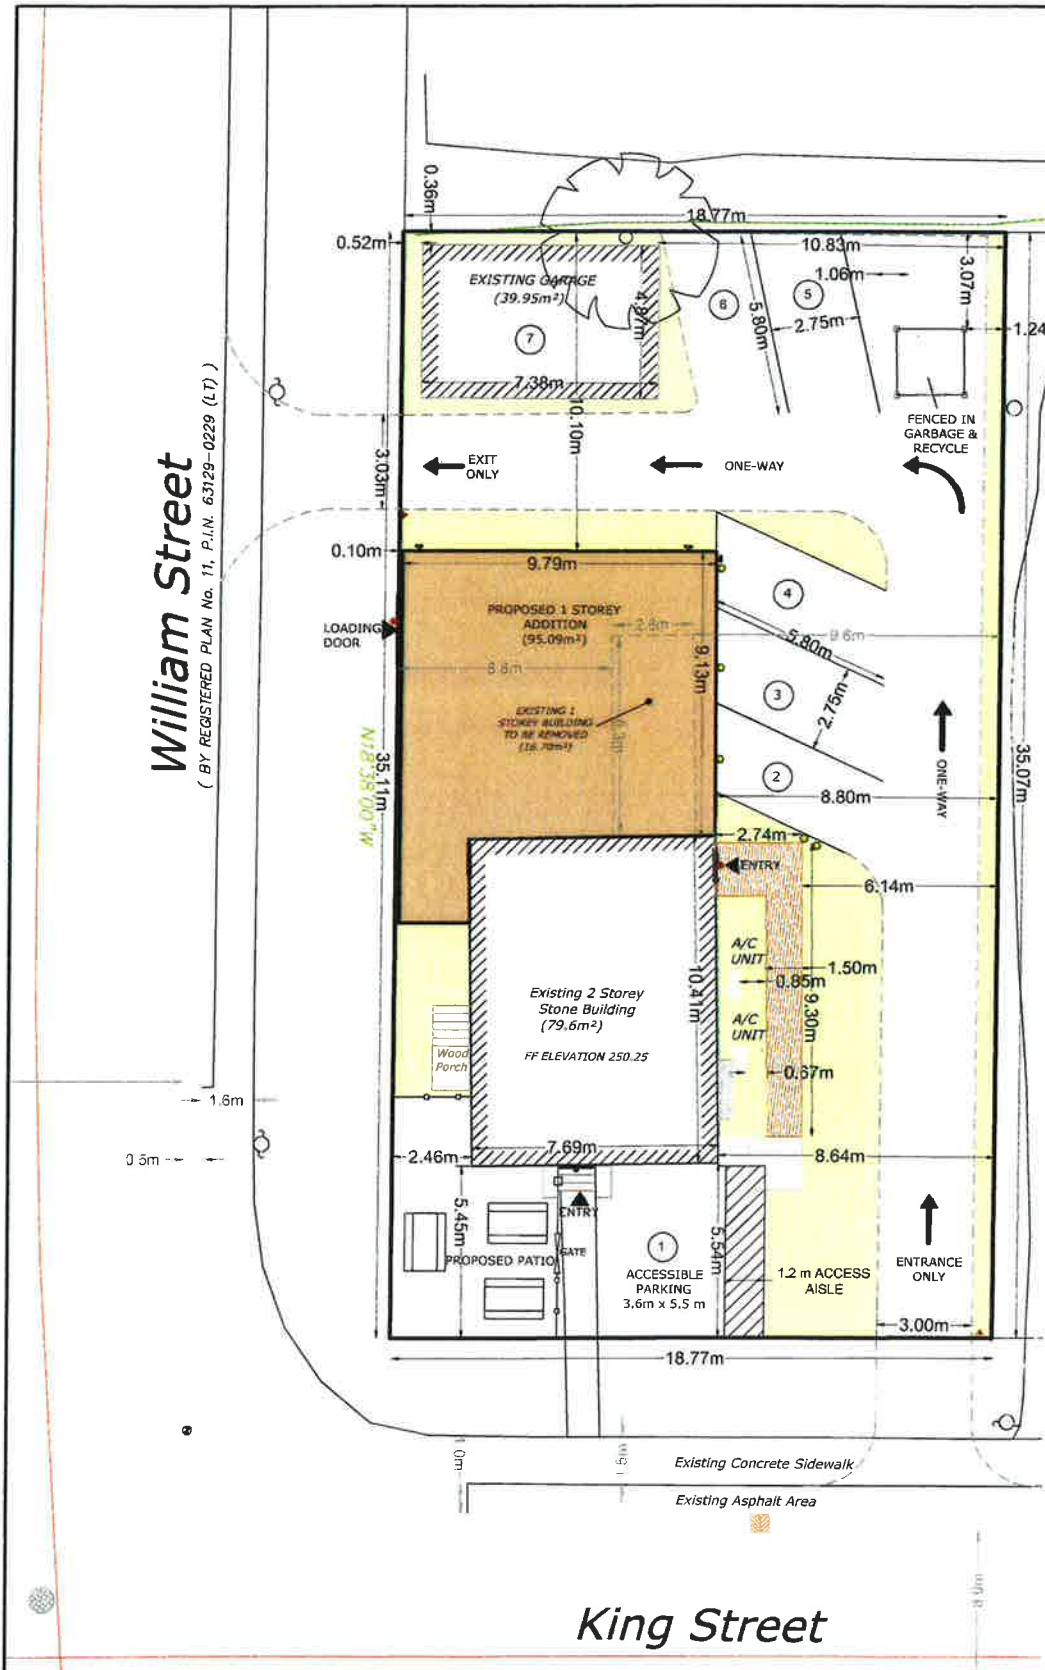 0.36m
18.77m
0.52m
10.83m
1.06m
3.07m
EXISTING GARAGE
(39.95m²)
4.87m
6
5
5.80m
2.75m
1.24
7
7.38m
10.10m
FENCED IN
GARBAGE &
RECYCLE
William Street
( BY REGISTERED PLAN No. 11, P.I.N. 63129-0229 (LT) )
3.03m
EXIT
ONLY
ONE-WAY
0.10m
9.79m
PROPOSED 1 STOREY
ADDITION
(95.09m²)
4
LOADING
DOOR
2.8m
9.6m
5.80m
9.13m
6.8m
3
2.75m
EXISTING 1
STOREY BUILDING
TO BE REMOVED
(16.70m²)
N18°38'00"W
35.11m
2
ONE-WAY
35.07m
8.80m
2.74m
ENTRY
6.14m
A/C
UNIT
1.50m
0.85m
10.41m
9.30m
Existing 2 Storey
Stone Building
(79.6m²)
A/C
UNIT
FF ELEVATION 250.25
Wood
Porch
0.67m
1.6m
7.69m
2.46m
8.64m
0.5m
5.45m
ENTRY
GATE
PROPOSED PATIO
1
ACCESSIBLE
PARKING
3.6m x 5.5 m
5.54m
1.2 m ACCESS
AISLE
ENTRANCE
ONLY
3.00m
18.77m
Existing Concrete Sidewalk
Existing Asphalt Area
King Street